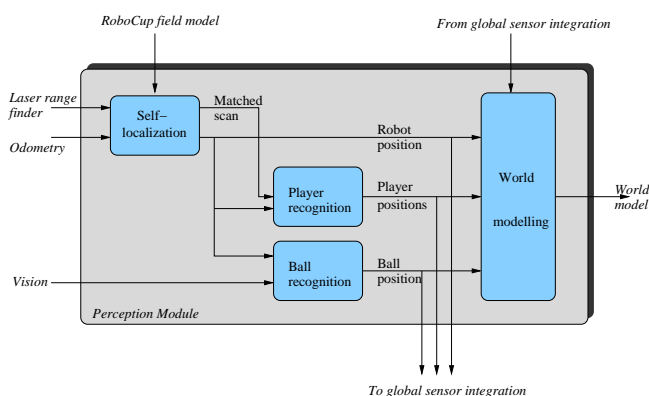 RoboCup field model
From global sensor integration
Laser range
finder
Odometry
Vision
Self–
localization
Matched
scan
Robot
position
Player
recognition
Player
positions
Ball
recognition
Ball
position
World
modelling
World
model
Perception Module
To global sensor integration